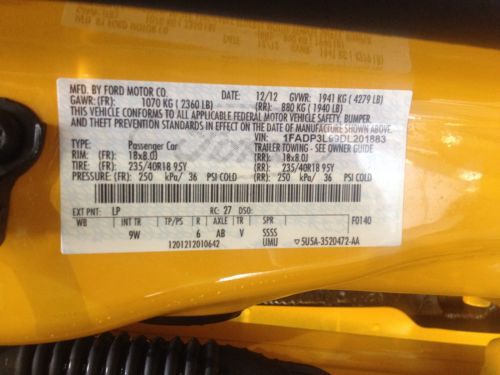 MFD. BY FORD MOTOR CO. DATE: 12/12 GVWR: 1941 KG ( 4279 LB)
GAWR: (FR): 1070 KG ( 2360 LB) (RR): 880 KG ( 1940 LB)
THIS VEHICLE CONFORMS TO ALL APPLICABLE FEDERAL MOTOR VEHICLE SAFETY, BUMPER,
AND THEFT PREVENTION STANDARDS IN EFFECT ON THE DATE OF MANUFACTURE SHOWN ABOVE.
VIN: 1FADP3L99DL201883
TYPE: Passenger Car TRAILER TOWING - SEE OWNER GUIDE
RIM: (FR): 18x8.0J (RR): 18x8.0J
TIRE: (FR): 235/40R18 95Y (RR): 235/40R18 95Y
(FR): 250 kPa/ 36 PSI COLD (RR): 250 kPa/ 36 PSI COLD
EXT PNT: LP RC: 27 DSO: F0140
WB INT TR TP/PS R AXLE TR SPR
9W 6 AB V SSSS
1201212010642 UMU 5U5A-3520472-AA